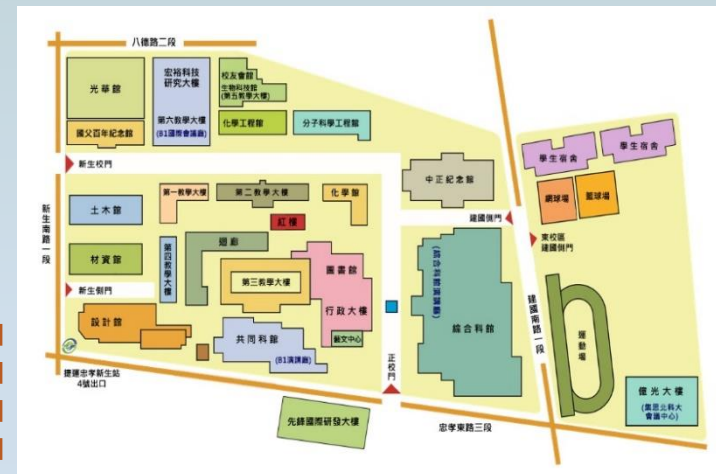 八德路二段
光華館
宏裕科技
研究大樓
第六教學大樓
(B1國際會議廳)
校友會館
生物科技館
(第五教學大樓)
國父百年紀念館
化學工程館
分子科學工程館
學生宿舍
學生宿舍
新生校門
中正紀念館
網球場
籃球場
新生南路一段
土木館
第一教學大樓
第二教學大樓
化學館
紅樓
建國側門
東校區
建國側門
材資館
第四教學大樓
迴廊
圖書館
(綜合科館演講廳)
第三教學大樓
新生側門
行政大樓
綜合科館
建國南路一段
運動場
設計館
共同科館
(B1演講廳)
藝文中心
正校門
億光大樓
(集思北科大
會議中心)
捷運忠孝新生站
4號出口
先鋒國際研發大樓
忠孝東路三段